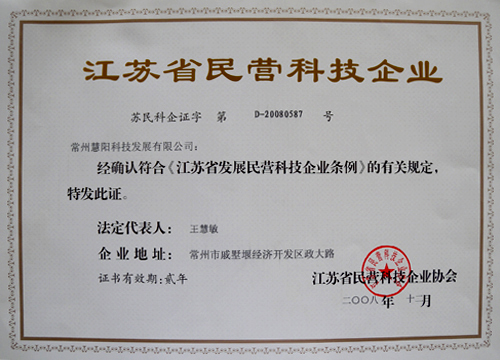 江苏省民营科技企业
苏民科企证字 第 D-20080587 号
常州慧阳科技发展有限公司：
经确认符合《江苏省发展民营科技企业条例》的有关规定，
特发此证。
法定代表人： 王慧敏
企业地址： 常州市戚墅堰经济开发区政大路
证书有效期：贰年
江苏省民营科技企业协会
二〇〇八年 十二月